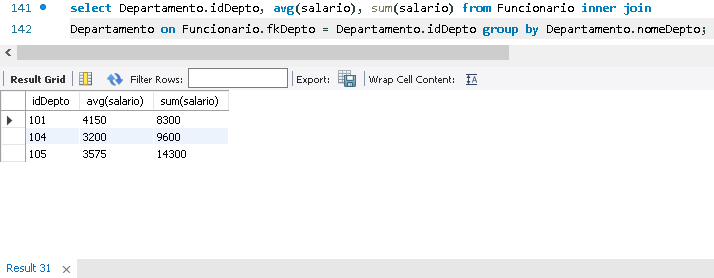 141 select Departamento.idDepto, avg(salario), sum(salario) from Funcionario inner join
142 Departamento on Funcionario.fkDepto = Departamento.idDepto group by Departamento.nomeDepto;
Result Grid Filter Rows: Export: Wrap Cell Content:
idDepto avg(salario) sum(salario)
101 4150 8300
104 3200 9600
105 3575 14300
Result 31